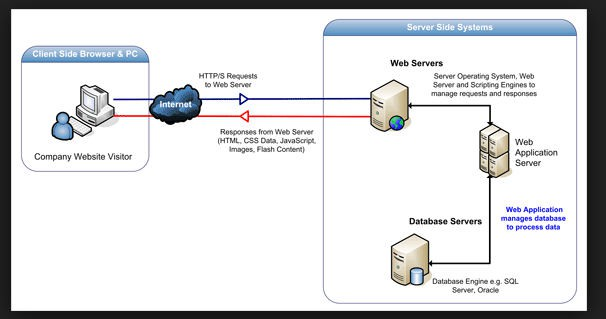 Server Side Systems
Client Side Browser & PC
Company Website Visitor
Internet
HTTP/S Requests
to Web Server
Responses from Web Server
(HTML, CSS Data, JavaScript,
Images, Flash Content)
Web Servers
Server Operating System, Web
Server and Scripting Engines to
manage requests and responses
Web
Application
Server
Web Application
manages database
to process data
Database Servers
Database Engine e.g. SQL
Server, Oracle